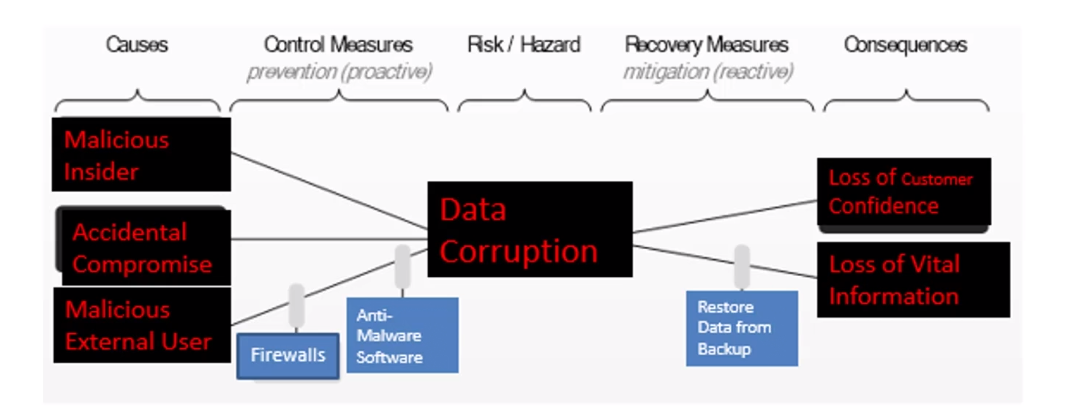 Causes
Control Measures
prevention (proactive)
Risk / Hazard
Recovery Measures
mitigation (reactive)
Consequences
Malicious
Insider
Accidental
Compromise
Malicious
External User
Firewalls
Anti-
Malware
Software
Data
Corruption
Restore
Data from
Backup
Loss of Customer
Confidence
Loss of Vital
Information